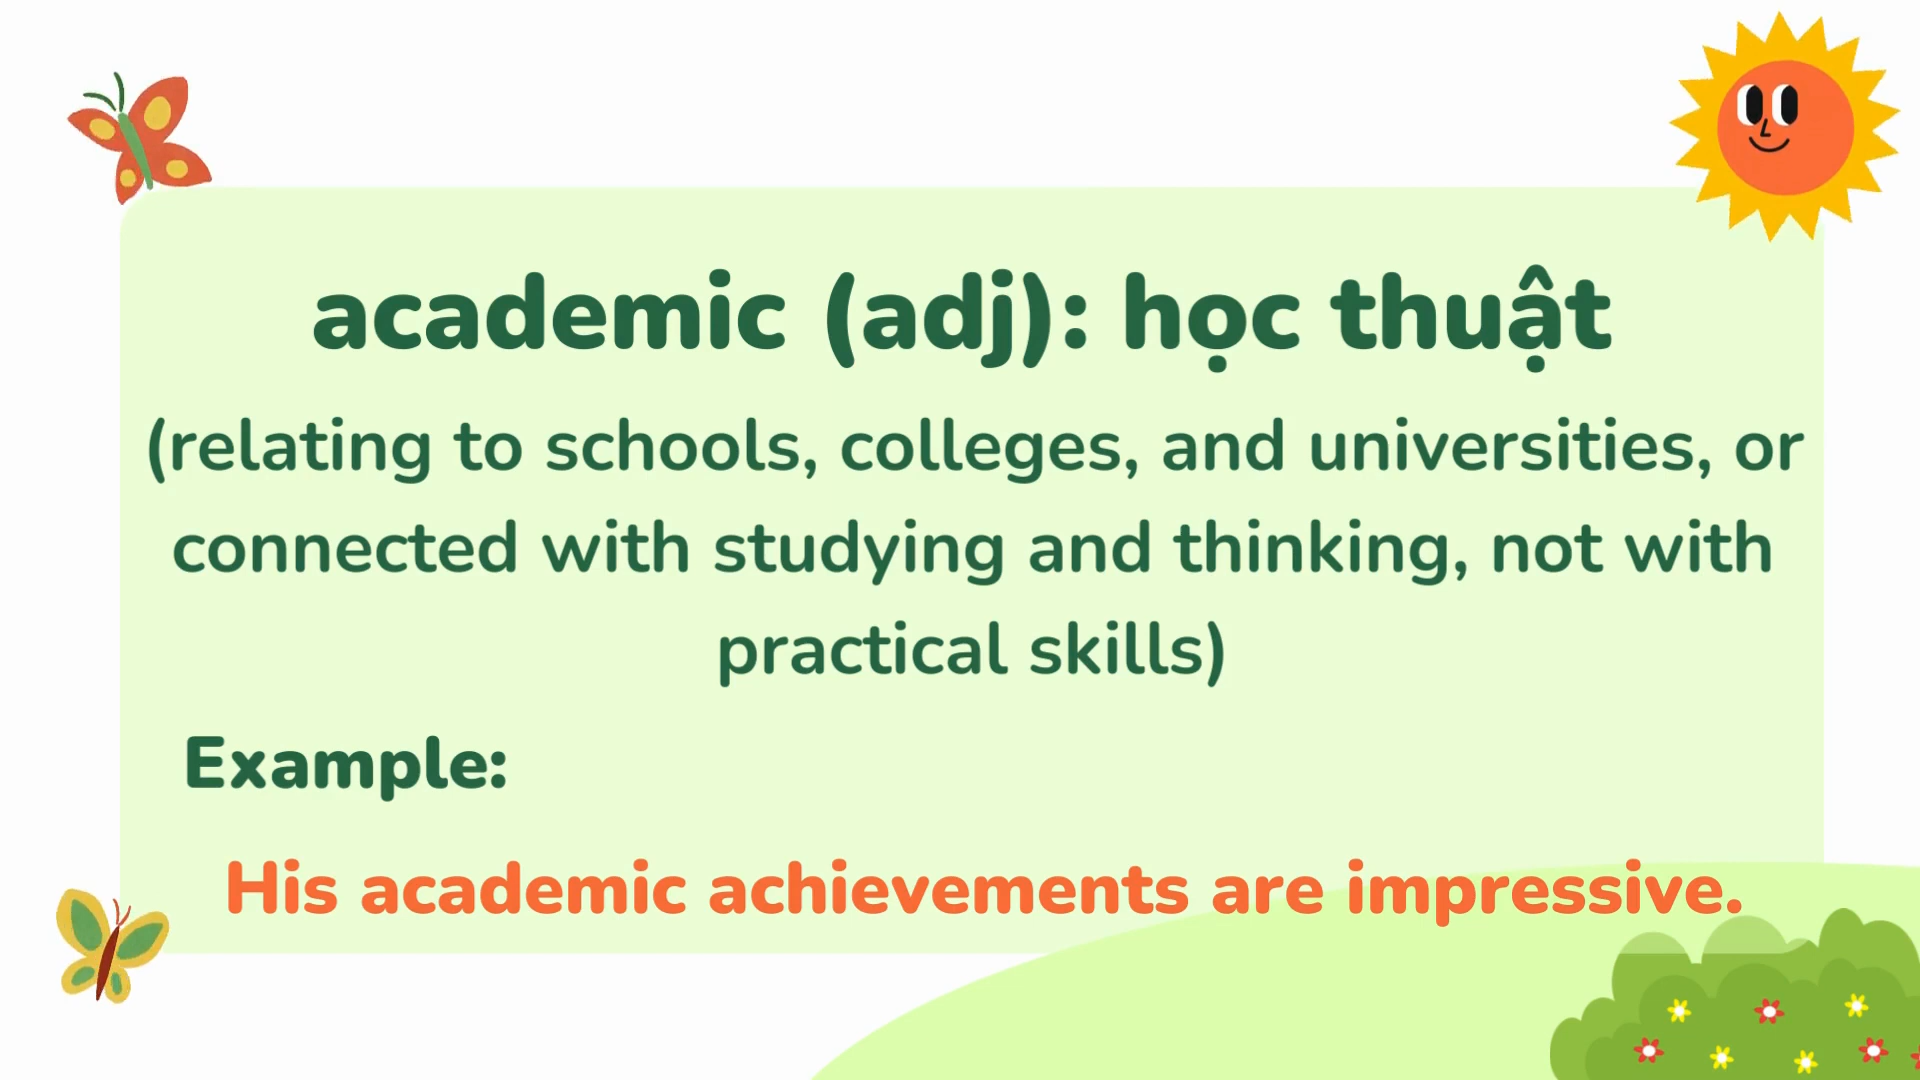 academic (adj): học thuật
(relating to schools, colleges, and universities, or
connected with studying and thinking, not with
practical skills)
Example:
His academic achievements are impressive.